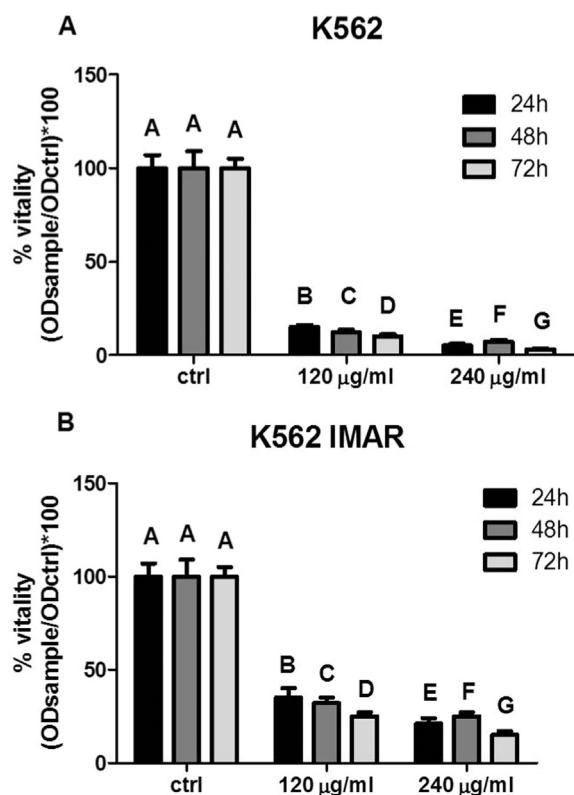 A
K562
150
100
50
0
% vitality
(ODsample/ODctrl)*100
24h
48h
72h
A A A
B C D
E F G
ctrl 120 µg/ml 240 µg/ml
B
K562 IMAR
150
100
50
0
% vitality
(ODsample/ODctrl)*100
24h
48h
72h
A A A
B C D
E F G
ctrl 120 µg/ml 240 µg/ml